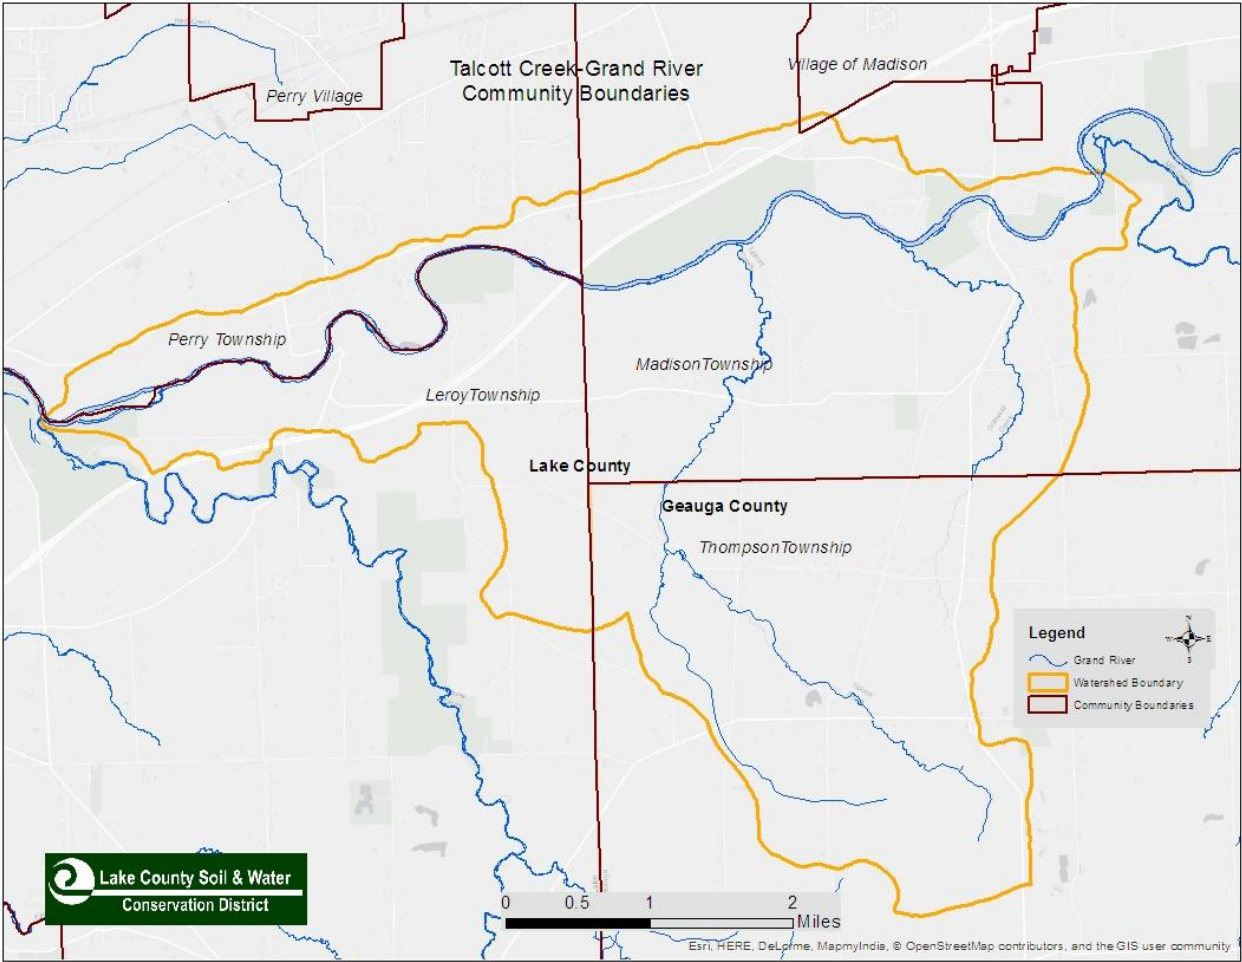 Talcott Creek-Grand River
Community Boundaries
Village of Madison
Perry Village
Perry Township
MadisonTownship
LeroyTownship
Lake County
Geauga County
ThompsonTownship
Legend
N
W
E
S
Grand River
Watershed Boundary
Community Boundaries
Lake County Soil & Water
Conservation District
0 0.5 1 2
Miles
Esri, HERE, DeLorme, MapmyIndia, © OpenStreetMap contributors, and the GIS user community